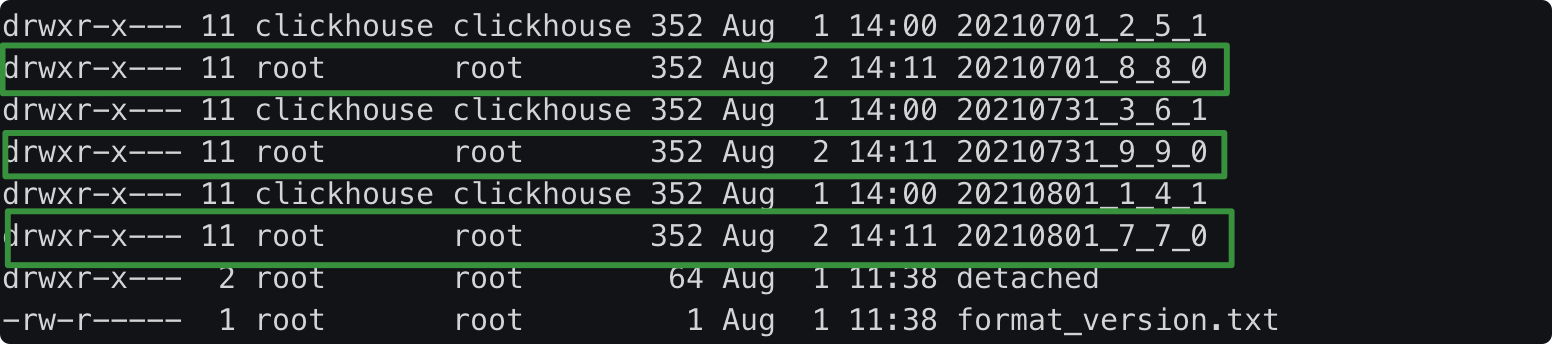 drwxr-x--- 11 clickhouse clickhouse 352 Aug  1 14:00 20210701_2_5_1
drwxr-x--- 11 root       root       352 Aug  2 14:11 20210701_8_8_0
drwxr-x--- 11 clickhouse clickhouse 352 Aug  1 14:00 20210731_3_6_1
drwxr-x--- 11 root       root       352 Aug  2 14:11 20210731_9_9_0
drwxr-x--- 11 clickhouse clickhouse 352 Aug  1 14:00 20210801_1_4_1
drwxr-x--- 11 root       root       352 Aug  2 14:11 20210801_7_7_0
drwxr-x---  2 root       root        64 Aug  1 11:38 detached
-rw-r-----  1 root       root         1 Aug  1 11:38 format_version.txt